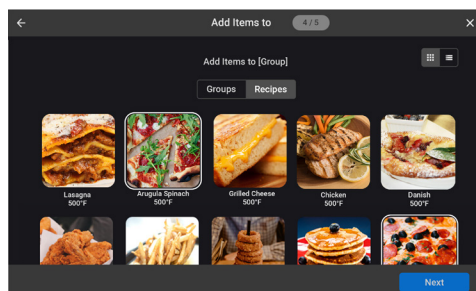 Add Items to 4 / 5
Add Items to [Group]
Groups Recipes
Lasagna Arugula Spinach Grilled Cheese Chicken Danish
500°F 500°F 500°F 500°F 500°F
Next